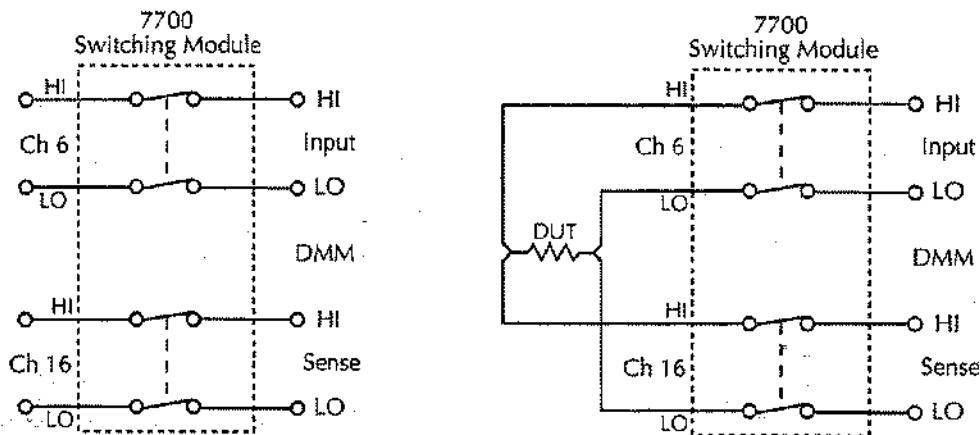 7700
Switching Module
HI
HI
Ch 6
Input
LO
LO
DMM
HI
HI
Ch 16
Sense
LO
LO
7700
Switching Module
HI
HI
Ch 6
Input
LO
LO
DUT
DMM
HI
HI
Ch 16
Sense
LO
LO